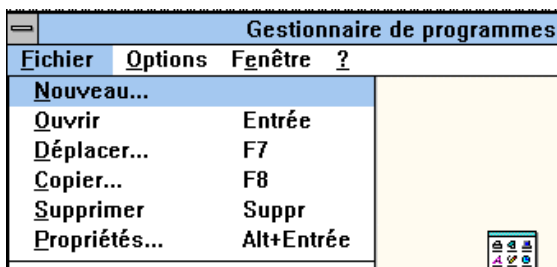 Gestionnaire de programmes
Fichier Options Fenêtre ?
Nouveau...
Ouvrir Entrée
Déplacer... F7
Copier... F8
Supprimer Suppr
Propriétés... Alt+Entrée